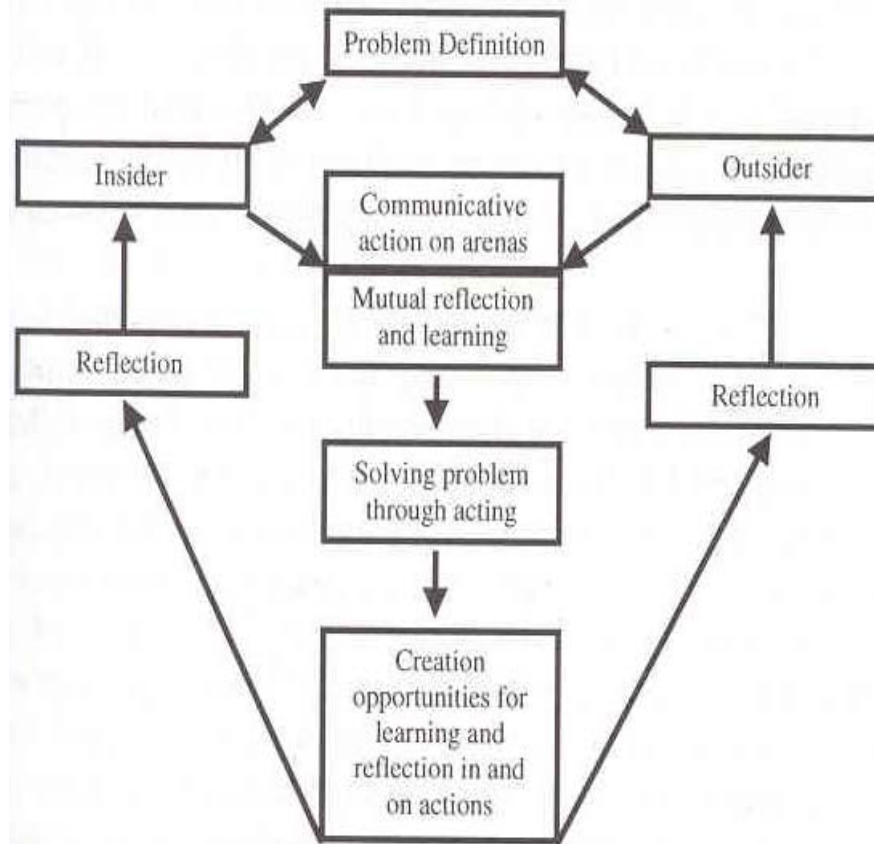 Problem Definition
Insider
Outsider
Communicative
action on arenas
Mutual reflection
and learning
Reflection
Reflection
Solving problem
through acting
Creation
opportunities for
learning and
reflection in and
on actions